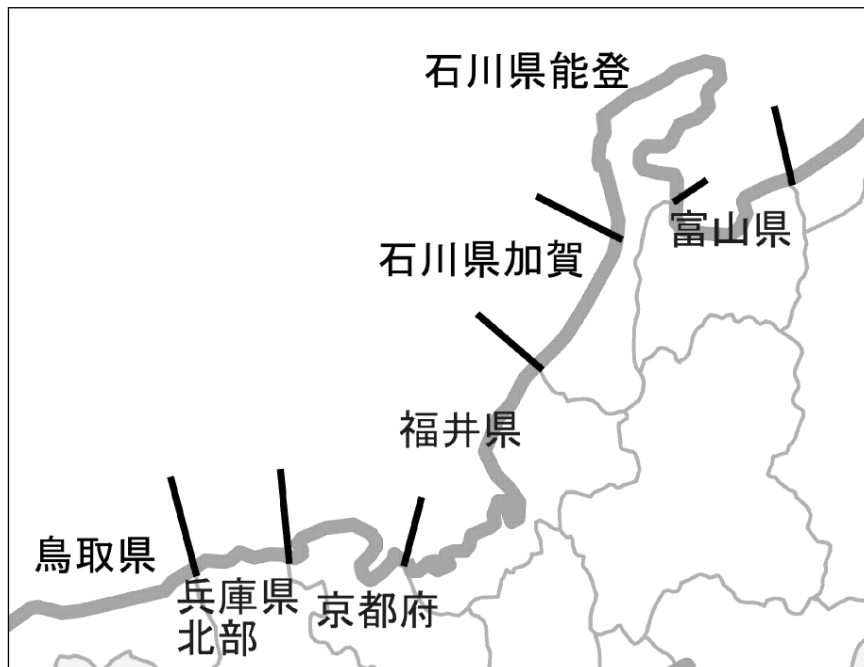 石川県能登
富山県
石川県加賀
福井県
鳥取県
兵庫県
北部
京都府